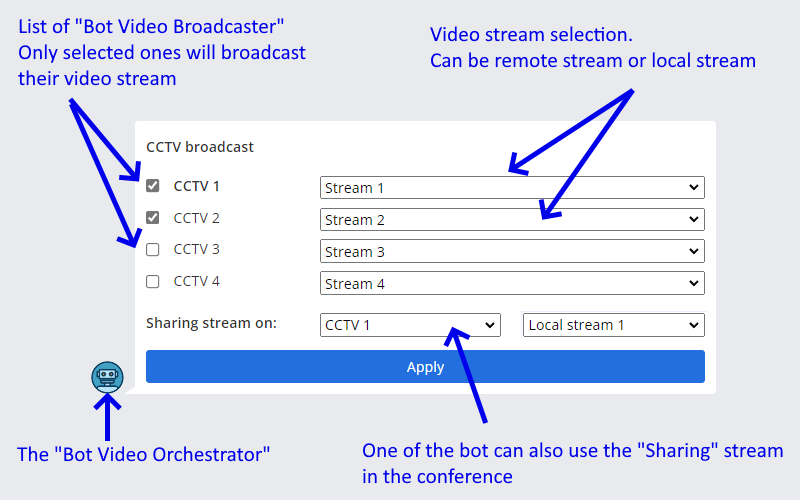 List of "Bot Video Broadcaster"
Only selected ones will broadcast
their video stream
Video stream selection.
Can be remote stream or local stream
CCTV broadcast
CCTV 1 Stream 1
CCTV 2 Stream 2
CCTV 3 Stream 3
CCTV 4 Stream 4
Sharing stream on: CCTV 1 Local stream 1
Apply
The "Bot Video Orchestrator"
One of the bot can also use the "Sharing" stream
in the conference